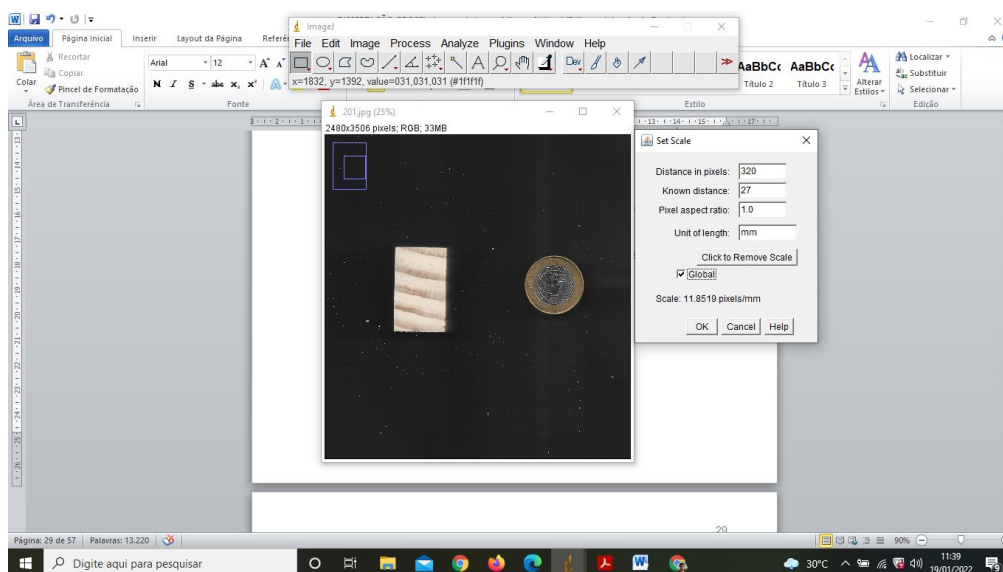 Arquivo Página Inicial Inserir Layout da Página
Colar
Recortar
Copiar
Pincel de Formatação
Área de Transferência
Arial 12
N I S abc x, x²
Fonte
AaBbCc AaBbCc
Título 2 Título 3
Alterar Estilos
Estilo
Localizar
Substituir
Selecionar
Edição
ImageJ
File Edit Image Process Analyze Plugins Window Help
Dev
x=1832, y=1392, value=031,031,031 (#1f1f1f)
201.jpg (25%)
2480x3506 pixels; RGB; 33MB
Set Scale
Distance in pixels: 320
Known distance: 27
Pixel aspect ratio: 1.0
Unit of length: mm
Click to Remove Scale
Global
Scale: 11.8519 pixels/mm
OK Cancel Help
29
Página: 29 de 57 Palavras: 13.220
90%
Digite aqui para pesquisar
30°C
11:39
19/01/2022